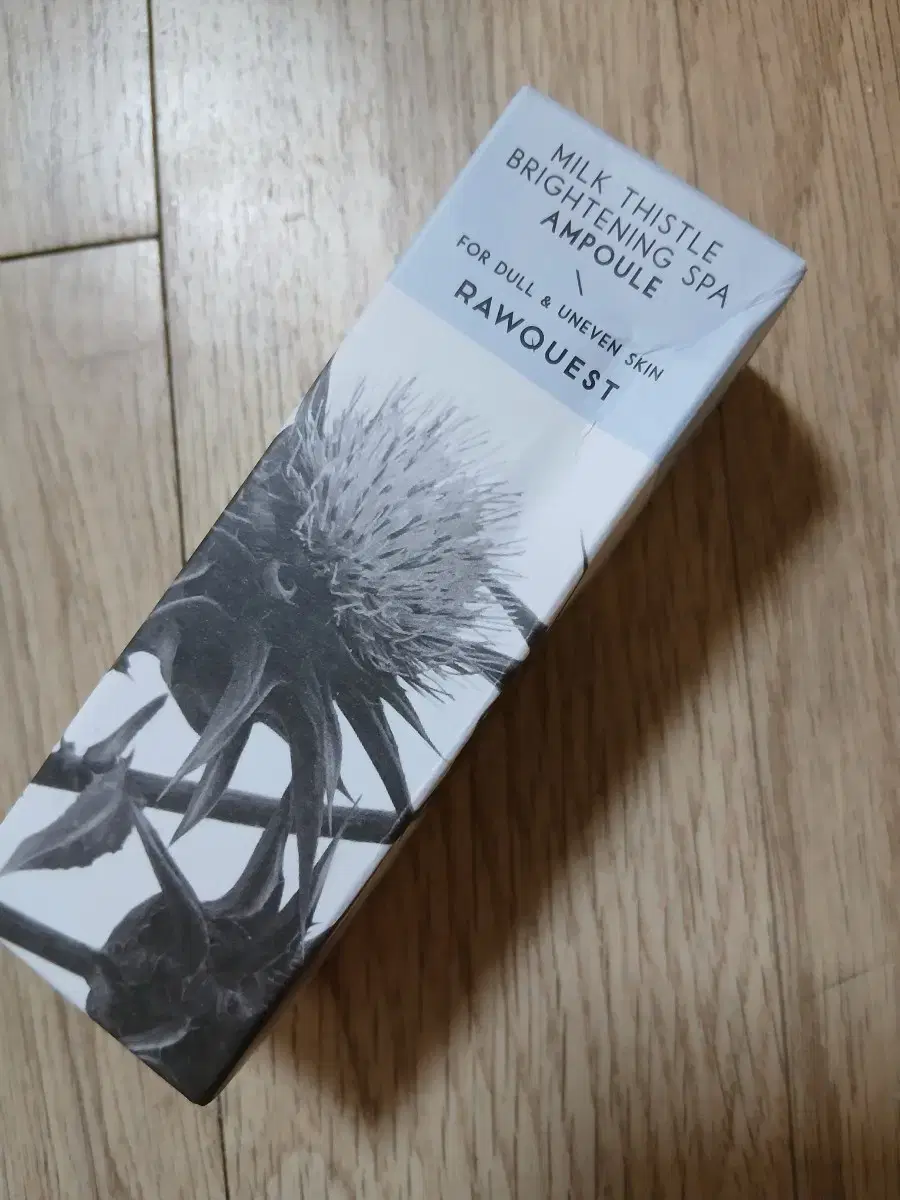 MILK THISTLE
BRIGHTENING SPA
AMPOULE
\
FOR DULL & UNEVEN SKIN
RAWQUEST